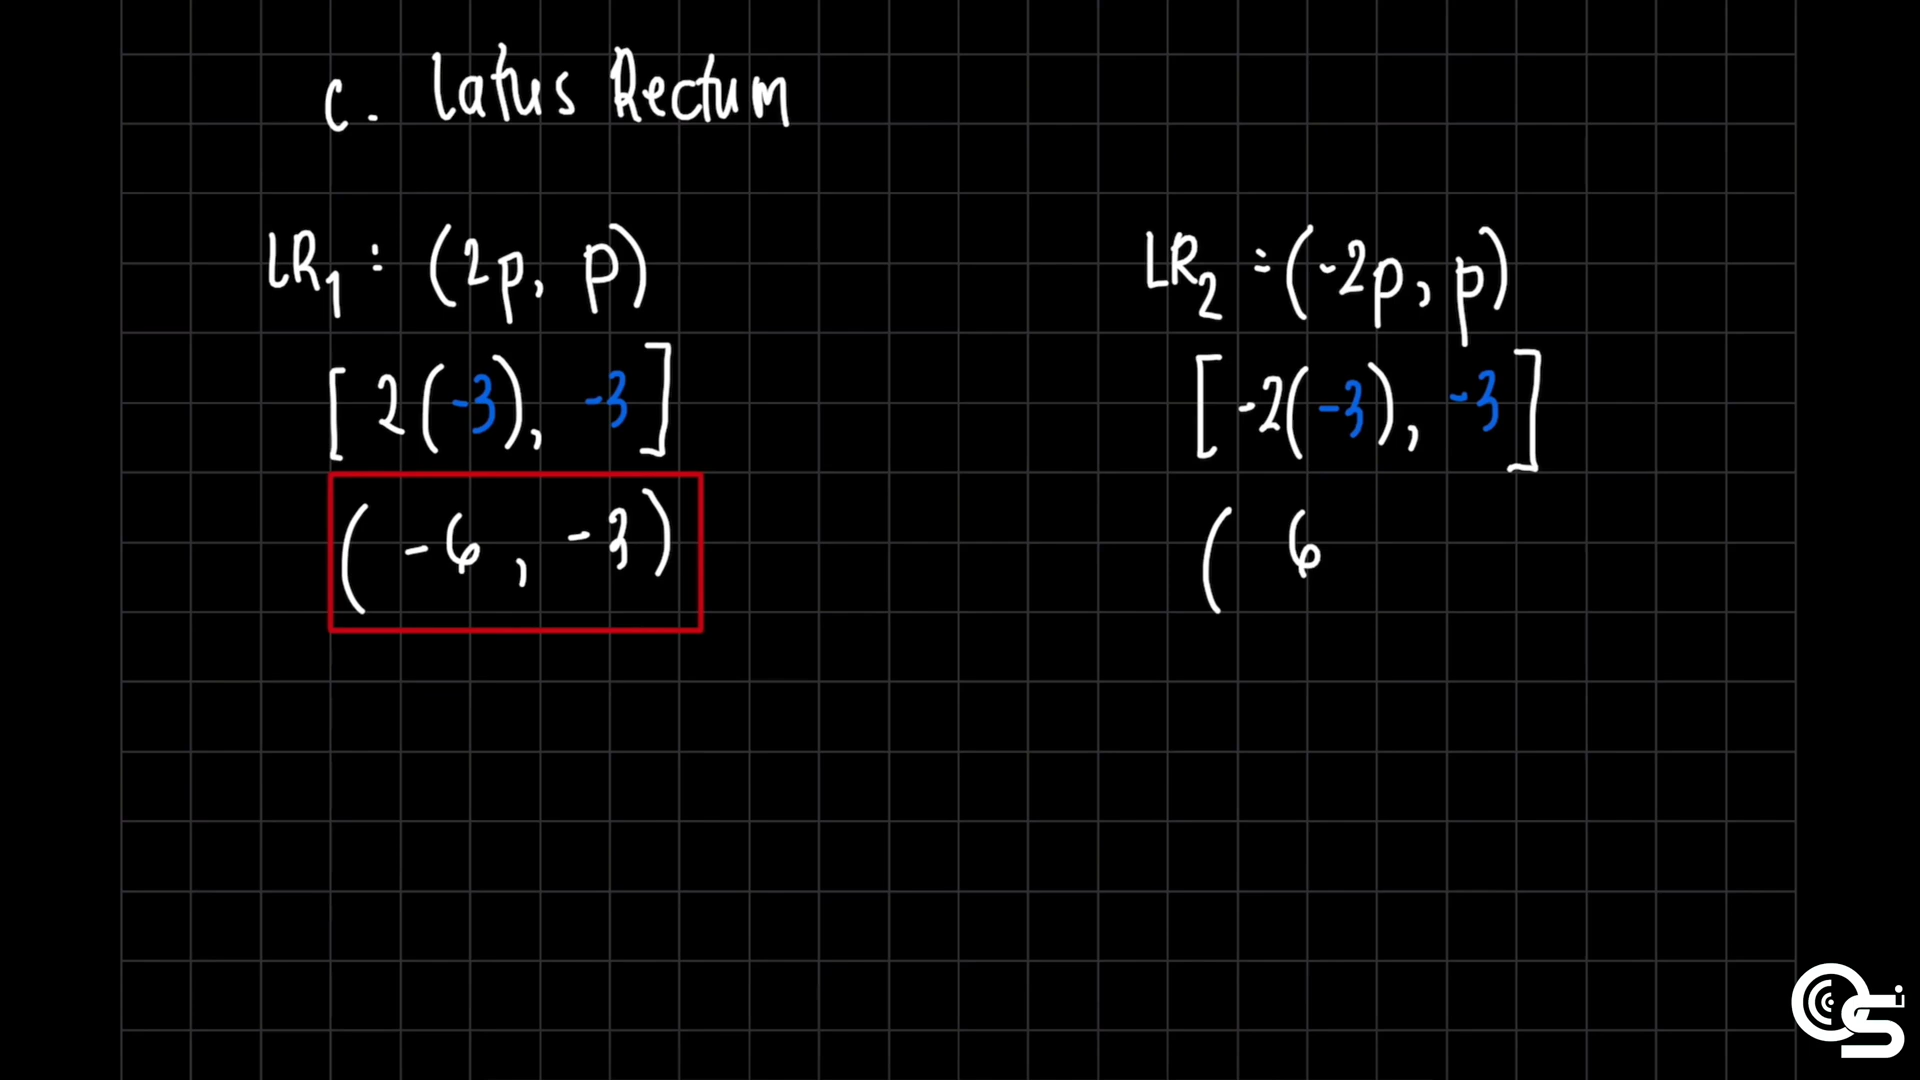 c. Latus Rectum
LR₁ : (2p, p)
[2(-3), -3]
(-6, -3)
LR₂ : (-2p, p)
[-2(-3), -3]
( 6